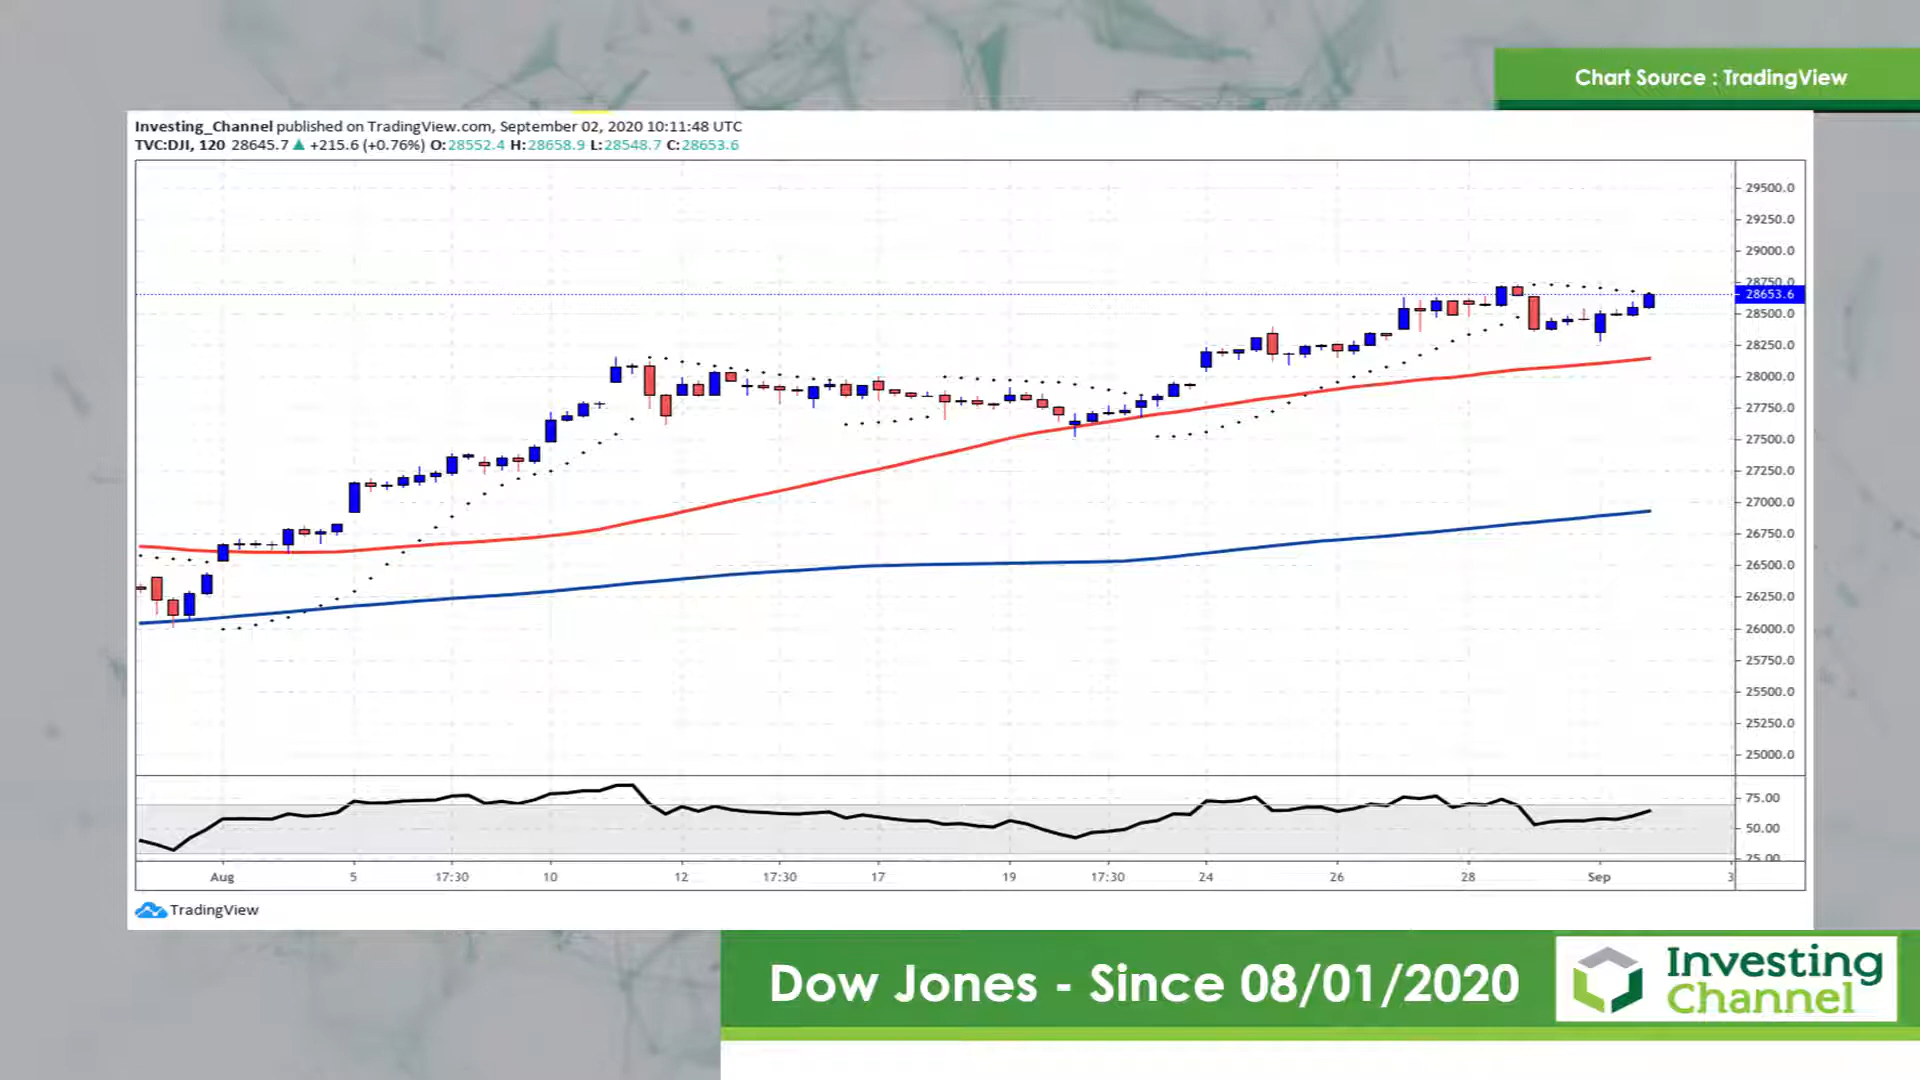 Chart Source : TradingView
Investing_Channel published on TradingView.com, September 02, 2020 10:11:48 UTC
TVC:DJI, 120 28645.7 ▲ +215.6 (+0.76%) O:28552.4 H:28658.9 L:28548.7 C:28653.6
29500.0
29250.0
29000.0
28750.0
28653.6
28500.0
28250.0
28000.0
27750.0
27500.0
27250.0
27000.0
26750.0
26500.0
26250.0
26000.0
25750.0
25500.0
25250.0
25000.0
75.00
50.00
25.00
Aug 5 17:30 10 12 17:30 17 19 17:30 24 26 28 Sep 3
TradingView
Dow Jones - Since 08/01/2020
Investing
Channel